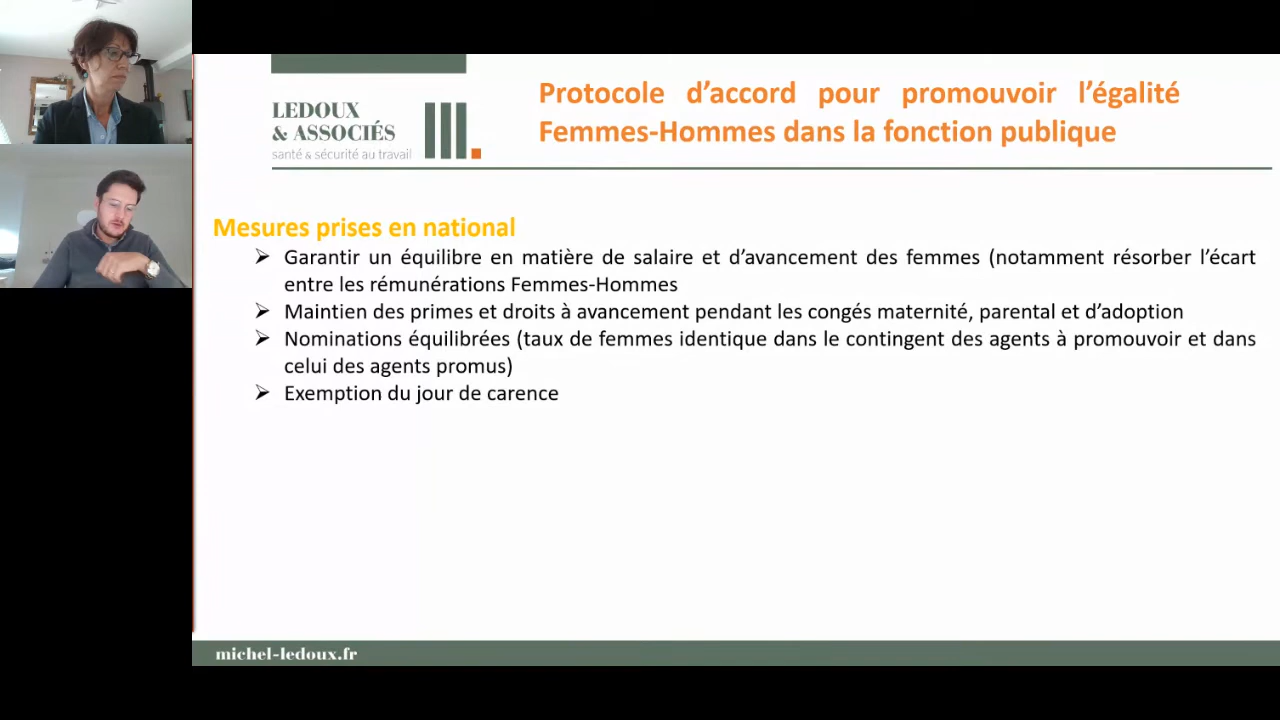 LEDOUX
& ASSOCIÉS
santé & sécurité au travail
Protocole d’accord pour promouvoir l’égalité
Femmes-Hommes dans la fonction publique
Mesures prises en national
➢ Garantir un équilibre en matière de salaire et d’avancement des femmes (notamment résorber l’écart
entre les rémunérations Femmes-Hommes
➢ Maintien des primes et droits à avancement pendant les congés maternité, parental et d’adoption
➢ Nominations équilibrées (taux de femmes identique dans le contingent des agents à promouvoir et dans
celui des agents promus)
➢ Exemption du jour de carence
michel-ledoux.fr